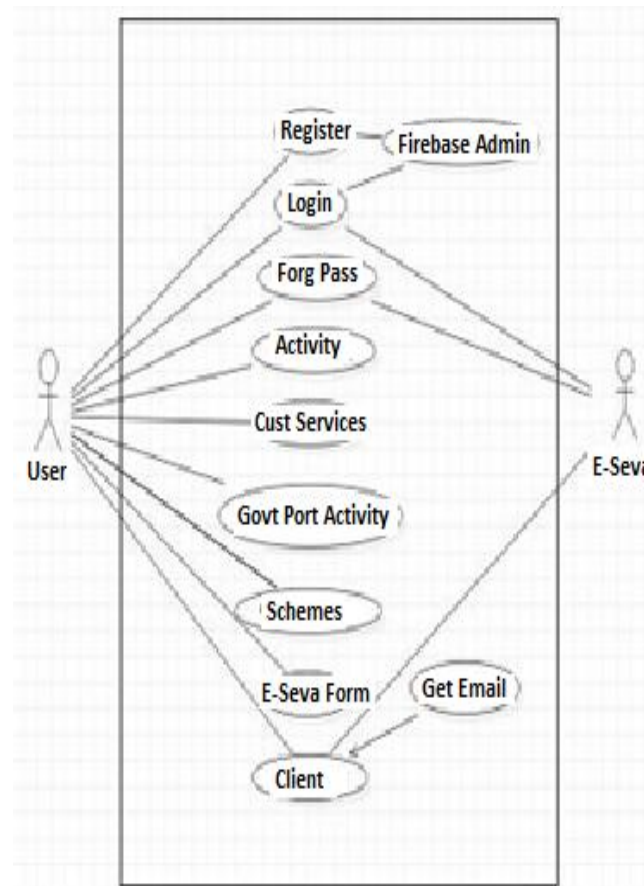 Register
Firebase Admin
Login
Forg Pass
Activity
Cust Services
User
E-Seva
Govt Port Activity
Schemes
E-Seva Form
Get Email
Client